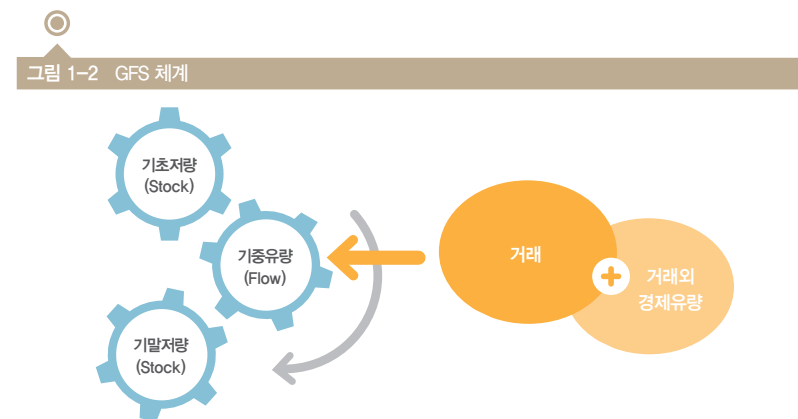 그림 1-2 GFS 체계
기초저량
(Stock)
기중유량
(Flow)
기말저량
(Stock)
거래
+
거래외
경제유량